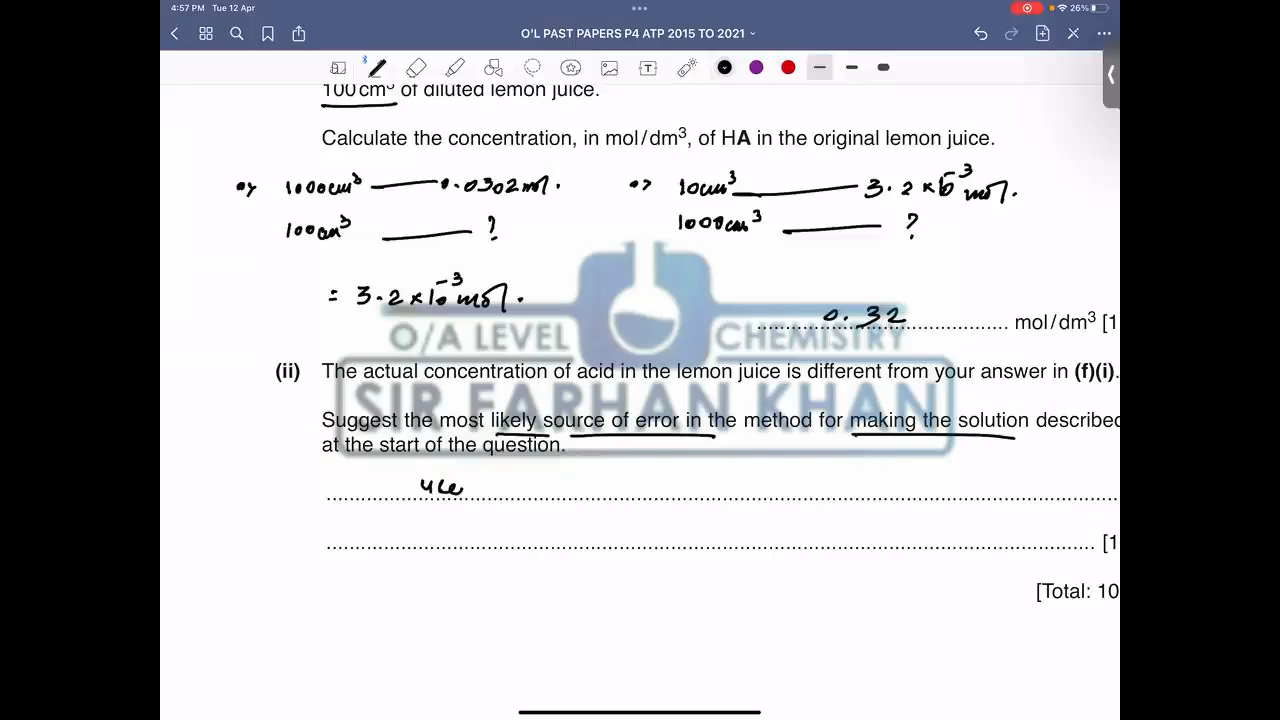 4:57 PM Tue 12 Apr
26%
O'L PAST PAPERS P4 ATP 2015 TO 2021
100 cm³ of diluted lemon juice.
Calculate the concentration, in mol/dm³, of HA in the original lemon juice.
=> 1000cm³ — 0.0302mol. => 10cm³ — 3.2×10⁻³ mol.
100cm³ — ? 1000cm³ — ?
= 3.2×10⁻³ mol.
0.32 mol/dm³ [1
O/A LEVEL CHEMISTRY
(ii) The actual concentration of acid in the lemon juice is different from your answer in (f)(i).
SIR FARHAN KHAN
Suggest the most likely source of error in the method for making the solution described
at the start of the question.
use
[1
[Total: 10